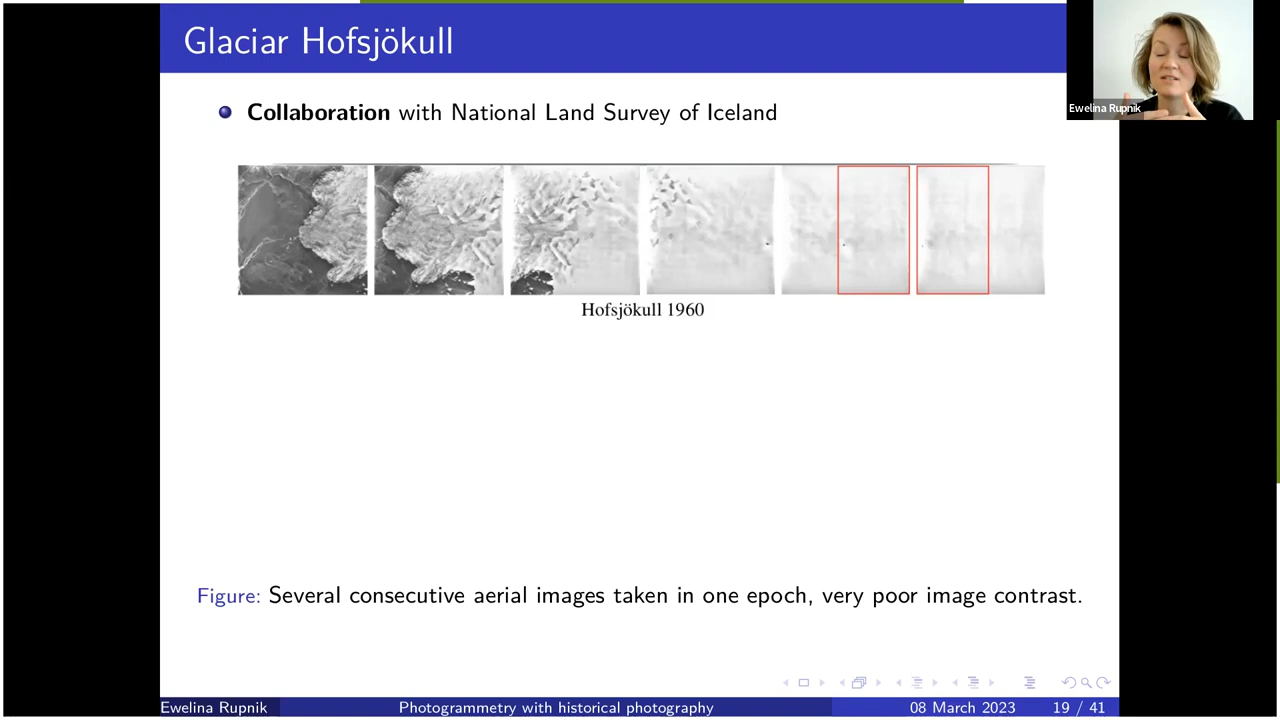 Glaciar Hofsjökull
Ewelina Rupnik
Collaboration with National Land Survey of Iceland
Hofsjökull 1960
Figure: Several consecutive aerial images taken in one epoch, very poor image contrast.
Ewelina Rupnik Photogrammetry with historical photography 08 March 2023 19 / 41